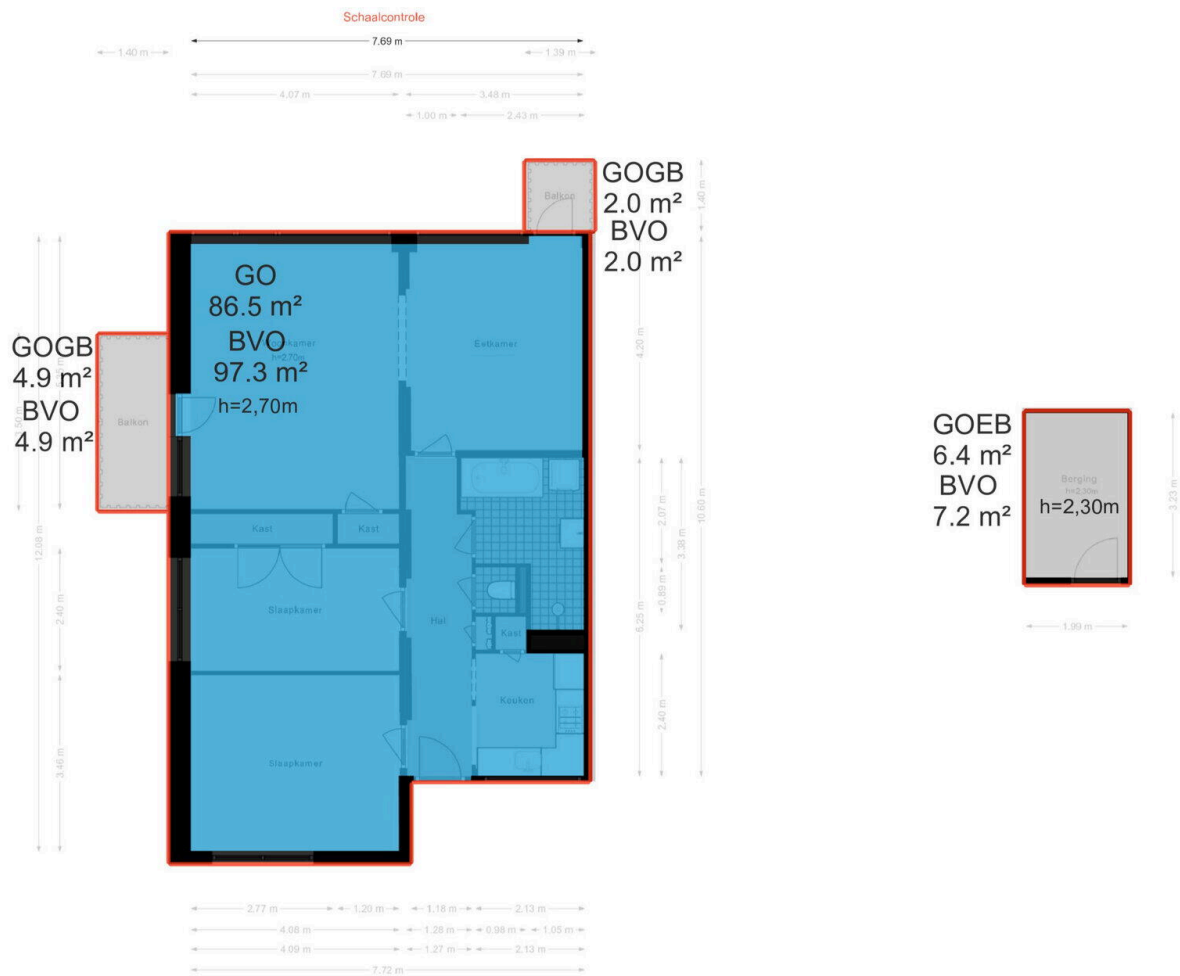 Schaalcontrole
7.69 m
1.40 m
1.39 m
7.69 m
4.07 m
3.48 m
1.00 m
2.43 m
Balkon
GOGB
2.0 m²
BVO
2.0 m²
1.40 m
GO
86.5 m²
BVO
97.3 m²
h=2.70m
h=2,70m
Eetkamer
4.20 m
GOGB
4.9 m²
BVO
4.9 m²
Balkon
GOEB
6.4 m²
BVO
7.2 m²
Berging
h=2,30m
3.23 m
1.99 m
Kast
Kast
12.08 m
2.07 m
10.60 m
3.38 m
0.89 m
6.25 m
2.40 m
Slaapkamer
Hal
Kast
Keuken
2.40 m
3.46 m
Slaapkamer
2.77 m
1.20 m
1.18 m
2.13 m
4.08 m
1.28 m
0.98 m
1.05 m
4.09 m
1.27 m
2.13 m
7.72 m